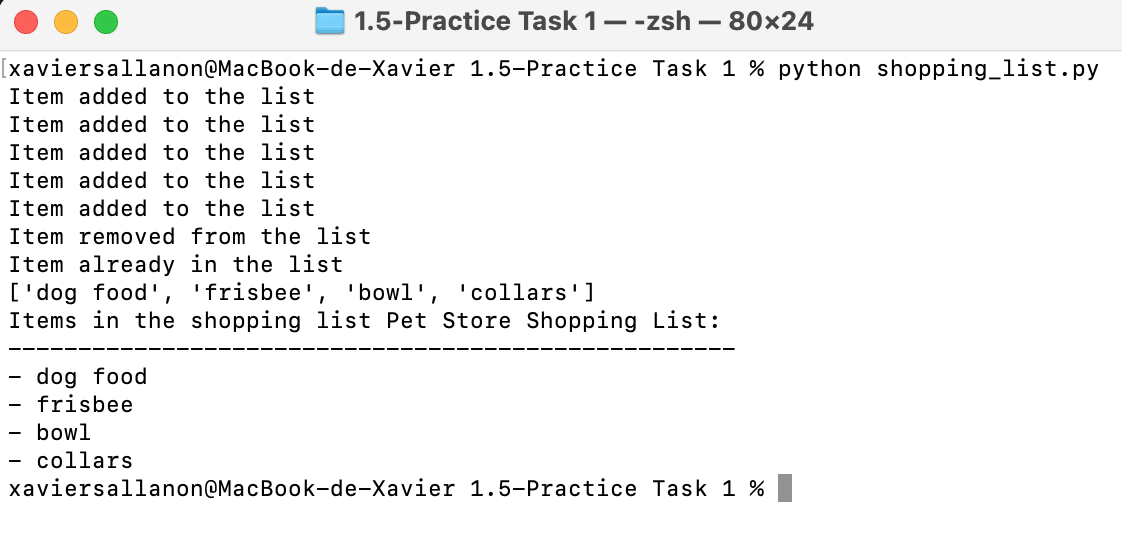 1.5-Practice Task 1 — -zsh — 80×24
[xaviersallanon@MacBook-de-Xavier 1.5-Practice Task 1 % python shopping_list.py
Item added to the list
Item added to the list
Item added to the list
Item added to the list
Item added to the list
Item removed from the list
Item already in the list
['dog food', 'frisbee', 'bowl', 'collars']
Items in the shopping list Pet Store Shopping List:
----------------------------------------------------
- dog food
- frisbee
- bowl
- collars
xaviersallanon@MacBook-de-Xavier 1.5-Practice Task 1 %